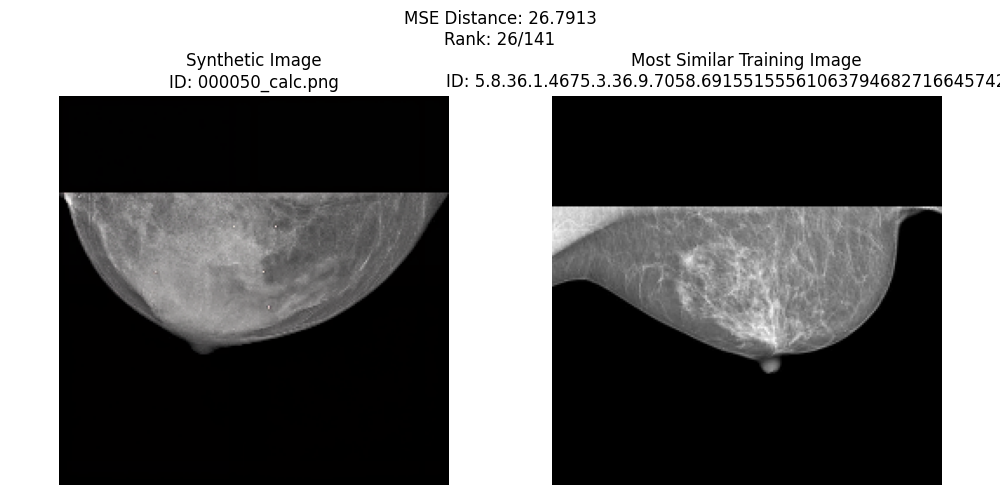 MSE Distance: 26.7913
Rank: 26/141
Synthetic Image
ID: 000050_calc.png
Most Similar Training Image
ID: 5.8.36.1.4675.3.36.9.7058.69155155561063794682716645742